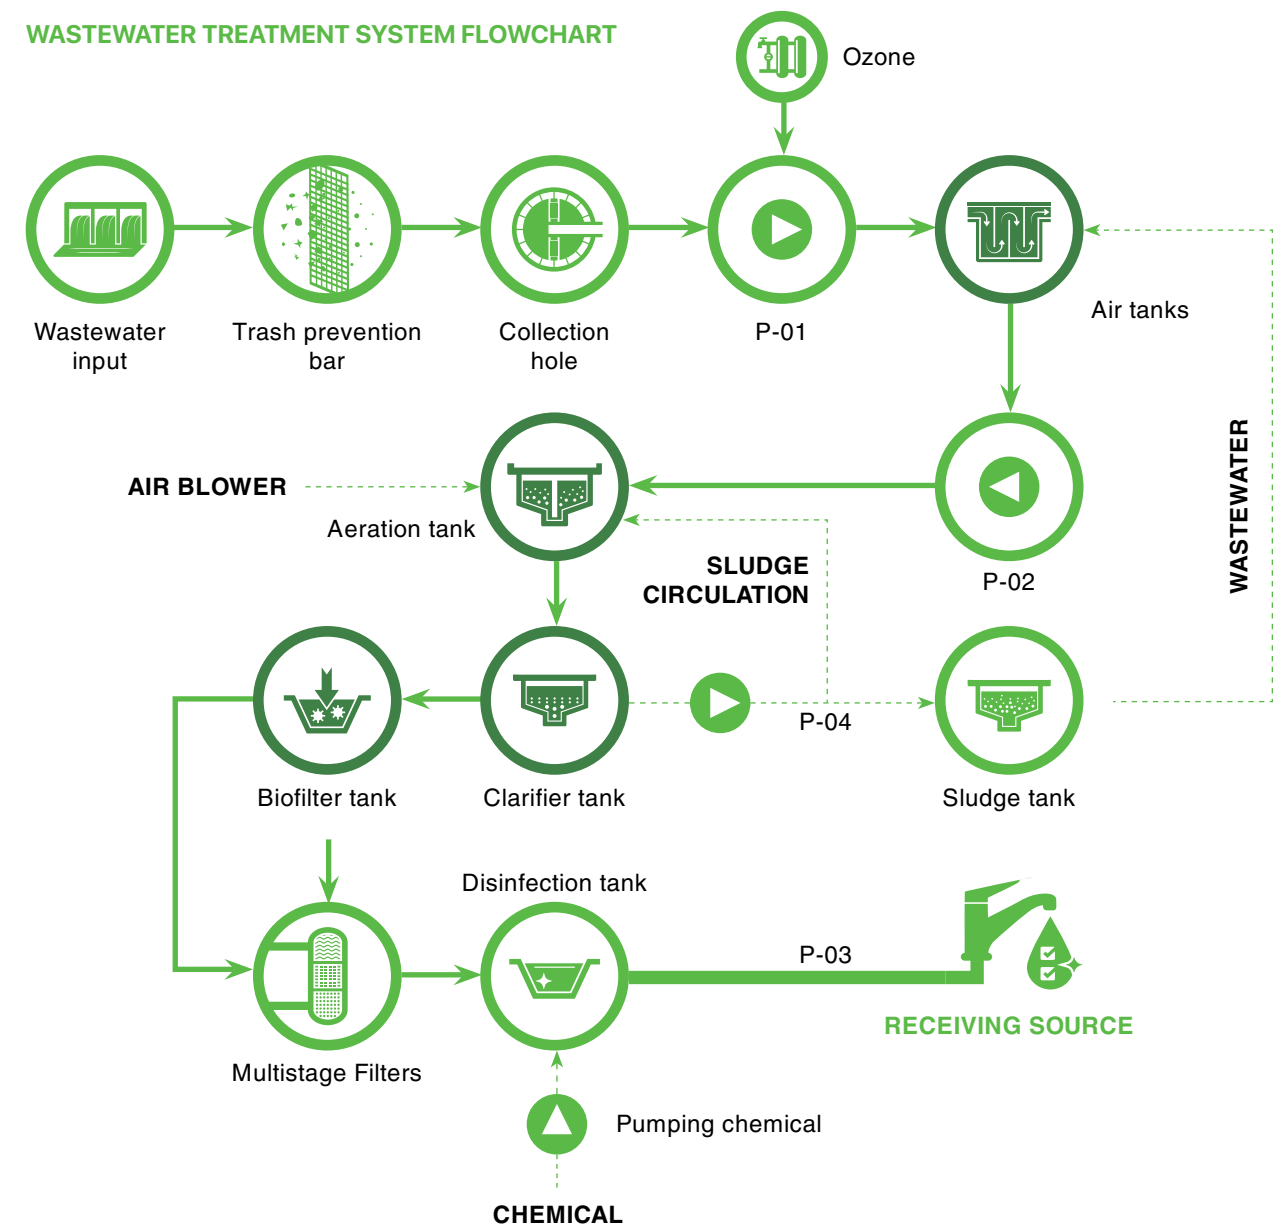 WASTEWATER TREATMENT SYSTEM FLOWCHART
Ozone
Wastewater
input
Trash prevention
bar
Collection
hole
P-01
Air tanks
AIR BLOWER
Aeration tank
SLUDGE
CIRCULATION
P-02
WASTEWATER
P-04
Biofilter tank
Clarifier tank
Sludge tank
Disinfection tank
P-03
RECEIVING SOURCE
Multistage Filters
Pumping chemical
CHEMICAL